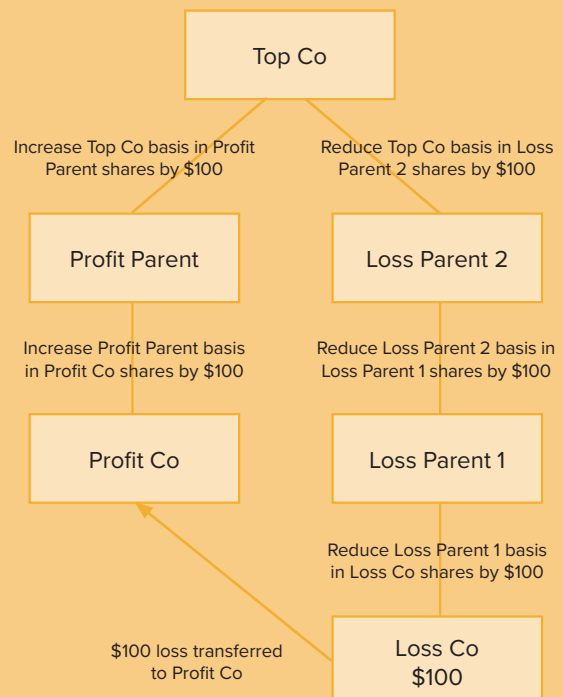 Top Co
Increase Top Co basis in Profit
Parent shares by $100
Reduce Top Co basis in Loss
Parent 2 shares by $100
Profit Parent
Loss Parent 2
Increase Profit Parent basis
in Profit Co shares by $100
Reduce Loss Parent 2 basis in
Loss Parent 1 shares by $100
Profit Co
Loss Parent 1
Reduce Loss Parent 1 basis
in Loss Co shares by $100
$100 loss transferred
to Profit Co
Loss Co
$100